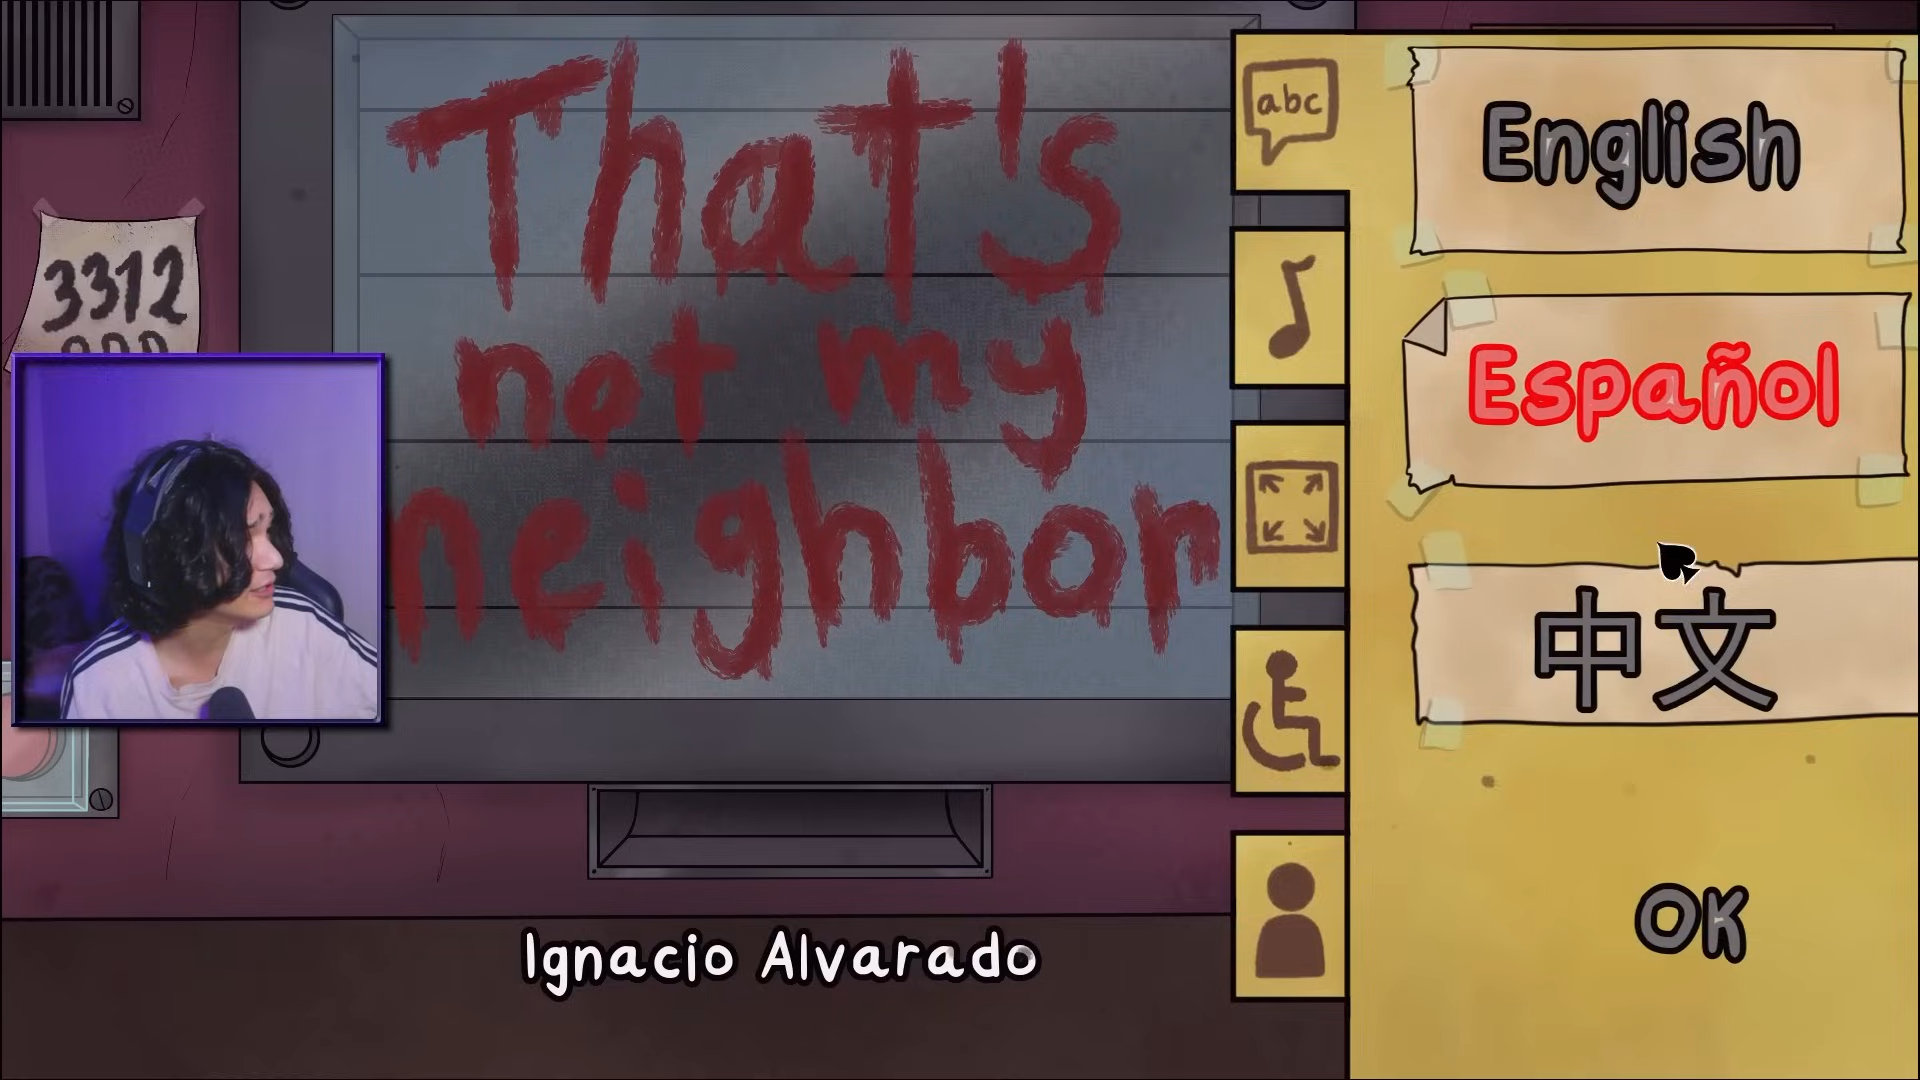 That's
not my
neighbor
3312
abc
English
Español
中文
OK
Ignacio Alvarado